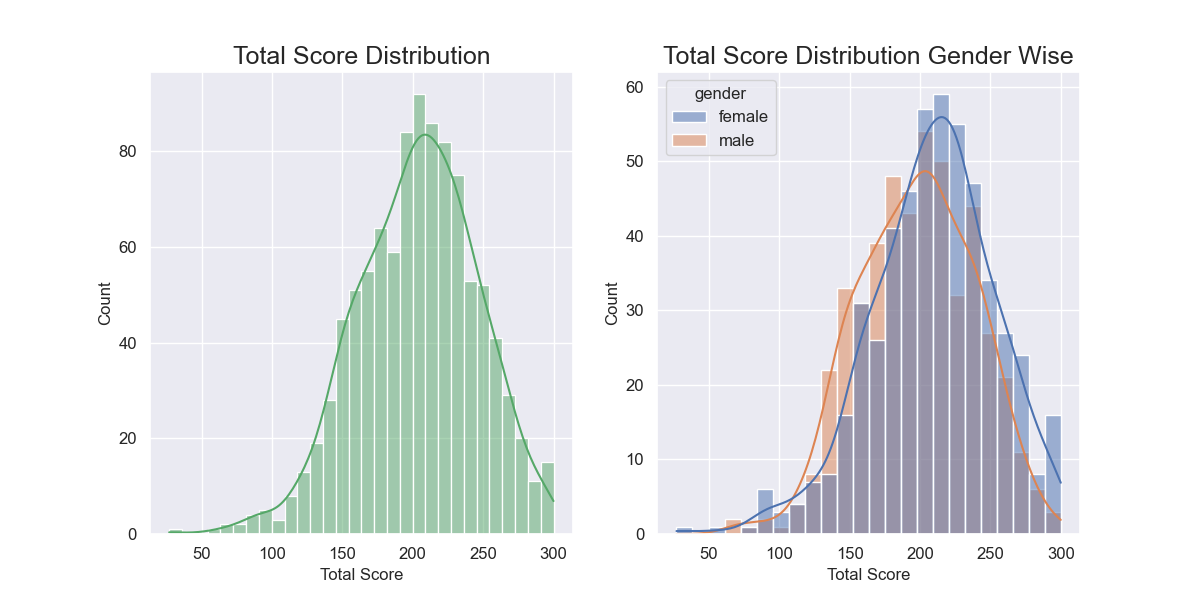 Total Score Distribution
Count
80
60
40
20
0
50 100 150 200 250 300
Total Score
Total Score Distribution Gender Wise
gender
female
male
Count
60
50
40
30
20
10
0
50 100 150 200 250 300
Total Score